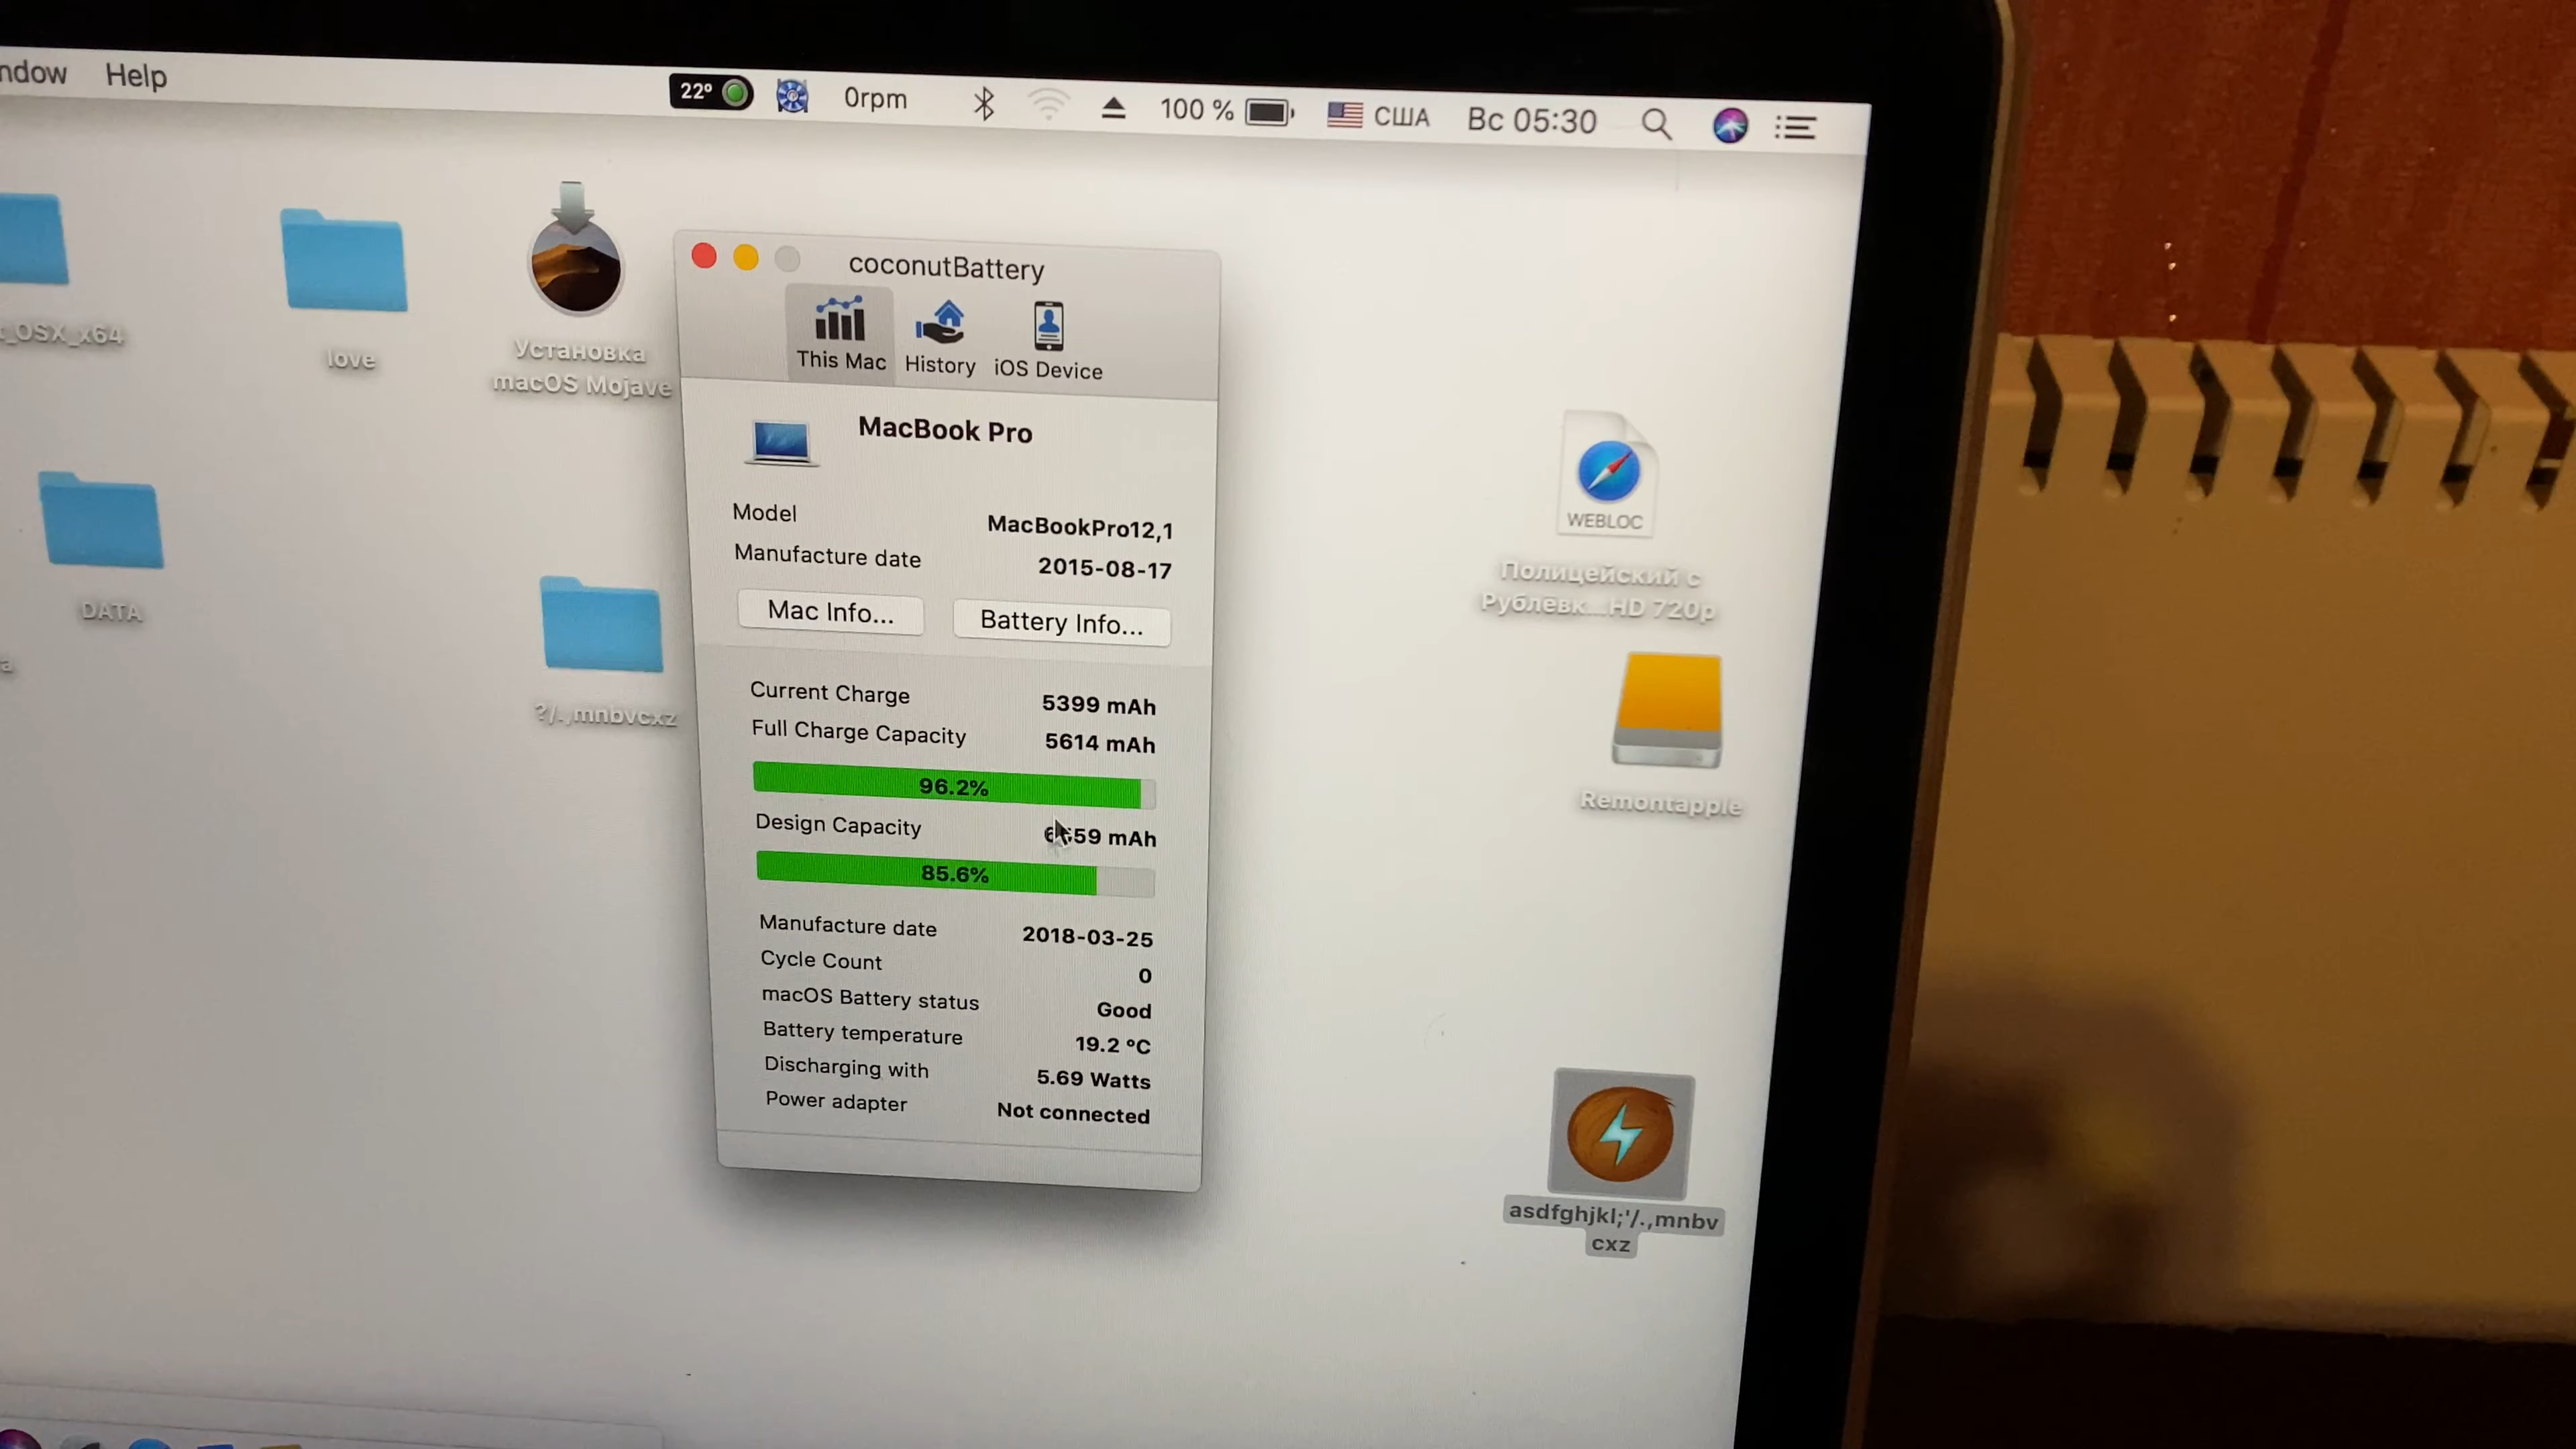 Help
22° 0rpm 100 % США Вс 05:30
coconutBattery
This Mac History iOS Device
MacBook Pro
Model MacBookPro12,1
Manufacture date 2015-08-17
Mac Info... Battery Info...
Current Charge 5399 mAh
Full Charge Capacity 5614 mAh
96.2%
Design Capacity mAh
85.6%
Manufacture date 2018-03-25
Cycle Count 0
macOS Battery status Good
Battery temperature 19.2 °C
Discharging with 5.69 Watts
Power adapter Not connected
_OSX_x64
love
Установка
macOS Mojave
DATA
?/.,mnbvcxz
WEBLOC
Полицейский с
Рублёвк...HD 720p
Remontapple
asdfghjkl;'/.,mnbv
cxz